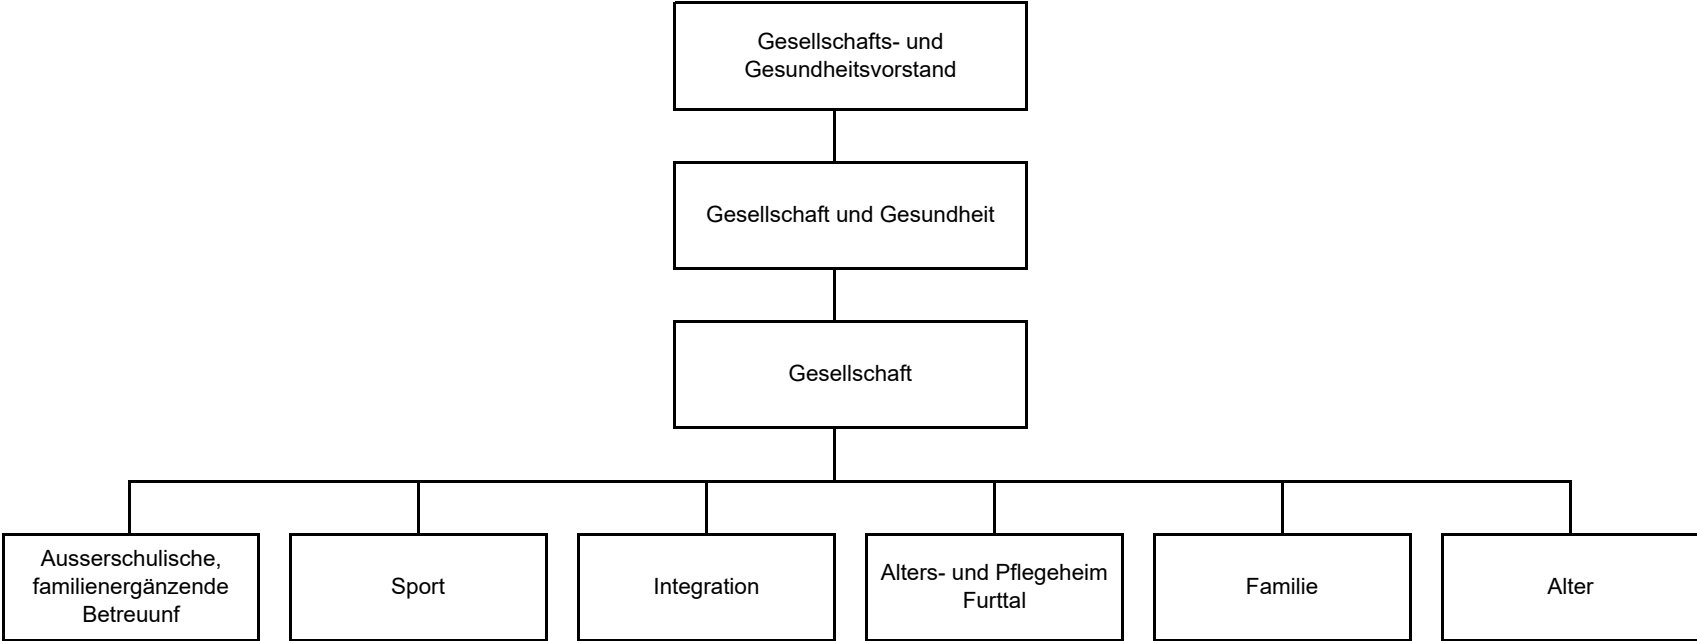 Gesellschafts- und
Gesundheitsvorstand
Gesellschaft und Gesundheit
Gesellschaft
Ausserschulische,
familienergänzende
Betreuunf
Sport
Integration
Alters- und Pflegeheim
Furttal
Familie
Alter